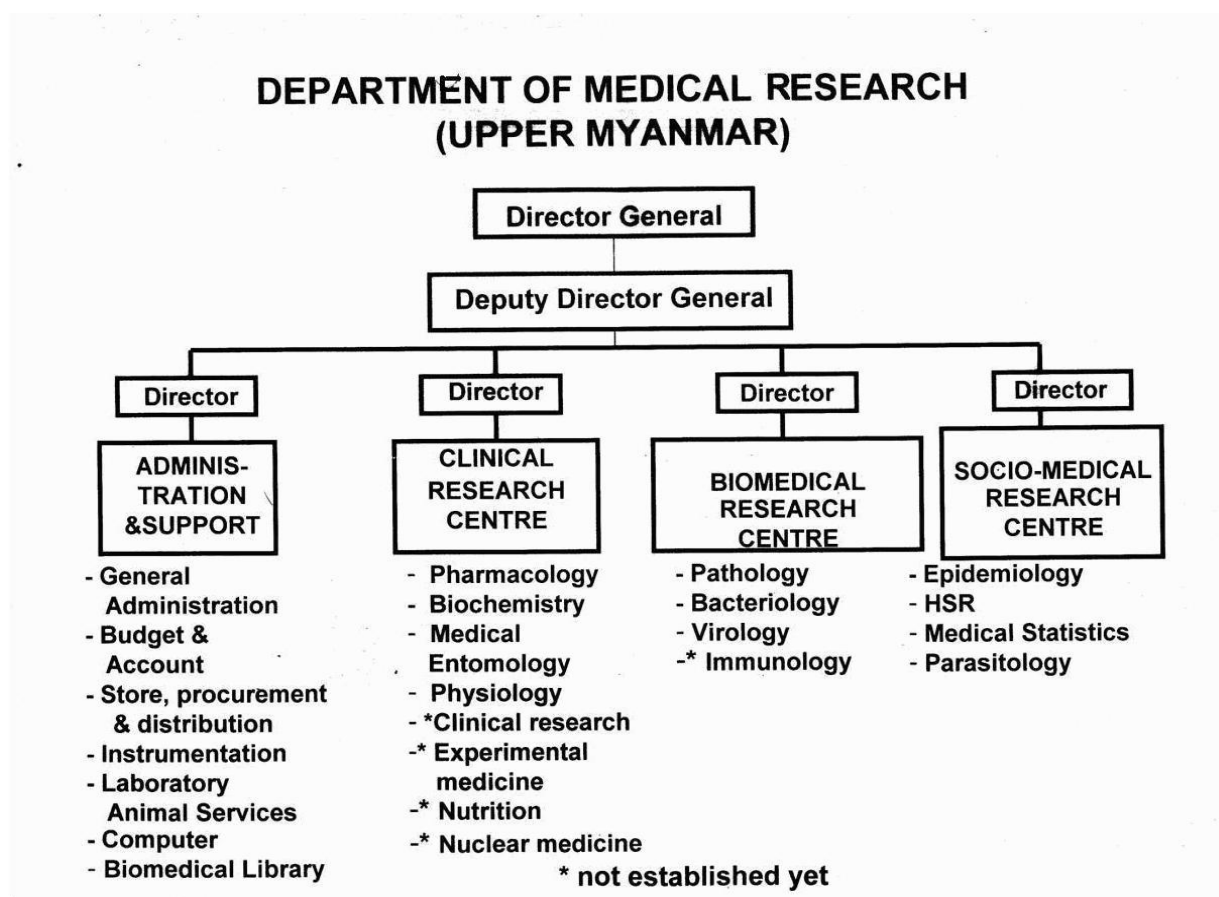 DEPARTMENT OF MEDICAL RESEARCH
(UPPER MYANMAR)
Director General
Deputy Director General
Director
ADMINIS-
TRATION
&SUPPORT
- General
Administration
- Budget &
Account
- Store, procurement
& distribution
- Instrumentation
- Laboratory
Animal Services
- Computer
- Biomedical Library
Director
CLINICAL
RESEARCH
CENTRE
- Pharmacology
- Biochemistry
- Medical
Entomology
- Physiology
- *Clinical research
-* Experimental
medicine
-* Nutrition
-* Nuclear medicine
Director
BIOMEDICAL
RESEARCH
CENTRE
- Pathology
- Bacteriology
- Virology
-* Immunology
Director
SOCIO-MEDICAL
RESEARCH
CENTRE
- Epidemiology
- HSR
- Medical Statistics
- Parasitology
* not established yet